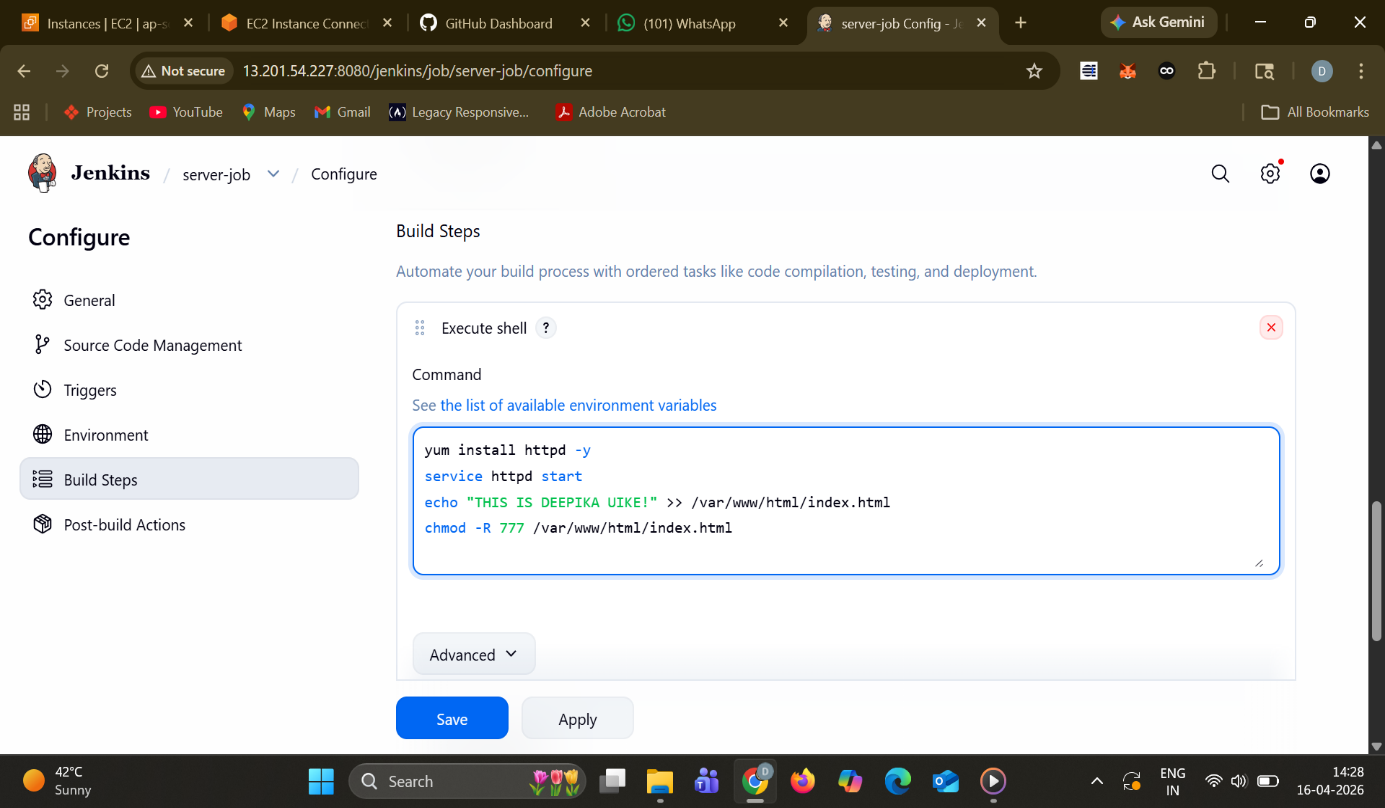 Instances | EC2 | ap-s
EC2 Instance Connec
GitHub Dashboard
(101) WhatsApp
server-job Config - Je
Ask Gemini
Not secure
13.201.54.227:8080/jenkins/job/server-job/configure
D
Projects
YouTube
Maps
Gmail
Legacy Responsive...
Adobe Acrobat
All Bookmarks
Jenkins / server-job / Configure
Configure
General
Source Code Management
Triggers
Environment
Build Steps
Post-build Actions
Build Steps
Automate your build process with ordered tasks like code compilation, testing, and deployment.
Execute shell ?
Command
See the list of available environment variables
yum install httpd -y
service httpd start
echo "THIS IS DEEPIKA UIKE!" >> /var/www/html/index.html
chmod -R 777 /var/www/html/index.html
Advanced
Save
Apply
42°C
Sunny
Search
D
ENG
IN
14:28
16-04-2026